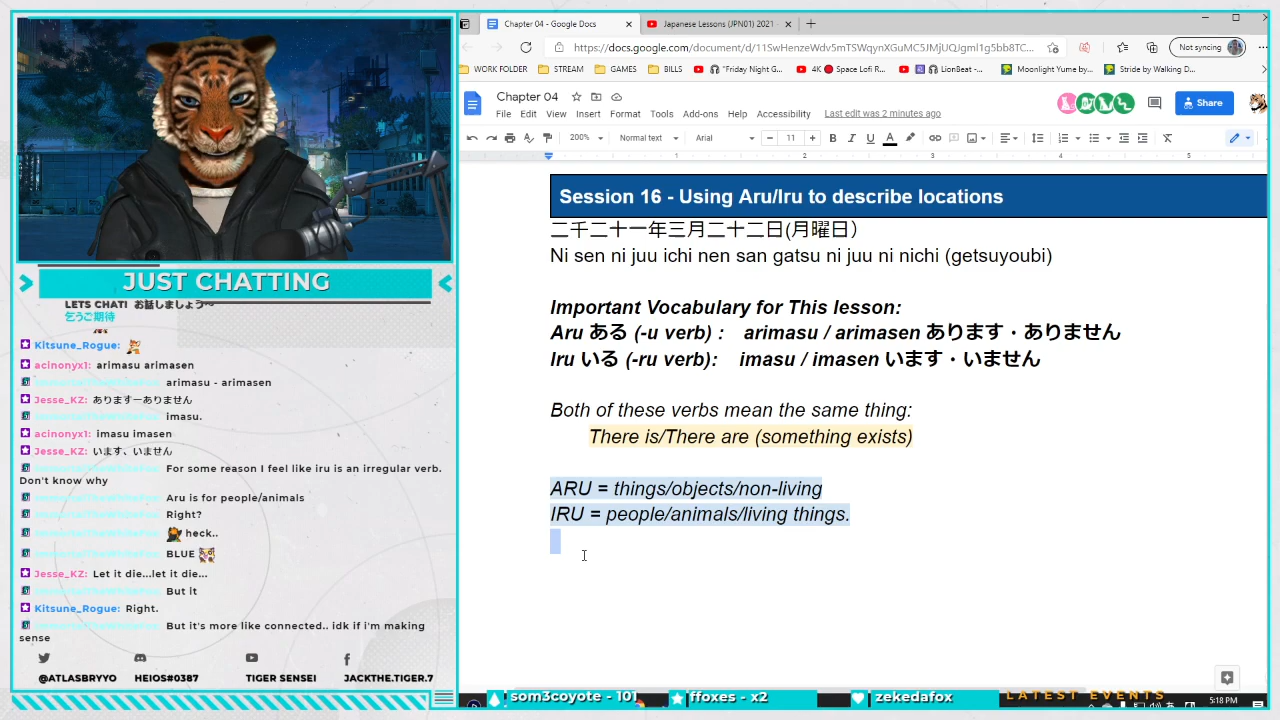 JUST CHATTING
LETS CHAT! お話しましょう〜
乞うご期待
Kitsune_Rogue:
acinonyx1: arimasu arimasen
arimasu - arimasen
Jesse_KZ: ありますーありません
imasu.
acinonyx1: imasu imasen
Jesse_KZ: います、いません
For some reason I feel like iru is an irregular verb.
Don't know why
Aru is for people/animals
Right?
heck..
BLUE
Jesse_KZ: Let it die...let it die...
But it
Kitsune_Rogue: Right.
But it's more like connected.. idk if i'm making
sense
@ATLASBRYYO HEIOS#0387 TIGER SENSEI JACKTHE.TIGER.7
Chapter 04 - Google Docs
Japanese Lessons (JPN01) 2021 -
https://docs.google.com/document/d/11SwHenzeWdv5mTSWqynXGuMC5JMjUQJgml1g5bb8TC...
Not syncing
WORK FOLDER STREAM GAMES BILLS "Friday Night G... 4K Space Lofi R... LionBeat -... Moonlight Yume by... Stride by Walking D...
Chapter 04
Share
File Edit View Insert Format Tools Add-ons Help Accessibility Last edit was 2 minutes ago
200% Normal text Arial 11 B I U A
1 2 3 4 5
Session 16 - Using Aru/Iru to describe locations
二千二十一年三月二十二日(月曜日）
Ni sen ni juu ichi nen san gatsu ni juu ni nichi (getsuyoubi)
Important Vocabulary for This lesson:
Aru ある (-u verb) : arimasu / arimasen あります・ありません
Iru いる (-ru verb): imasu / imasen います・いません
Both of these verbs mean the same thing:
There is/There are (something exists)
ARU = things/objects/non-living
IRU = people/animals/living things.
som3coyote - 101 ffoxes - x2 zekedafox LATEST EVENTS
5:18 PM